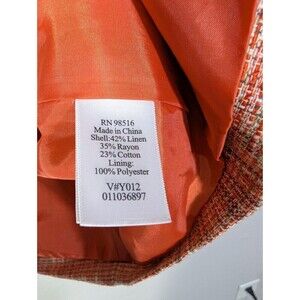 RN 98516
Made in China
Shell:42% Linen
35% Rayon
23% Cotton
Lining:
100% Polyester
V#Y012
011036897